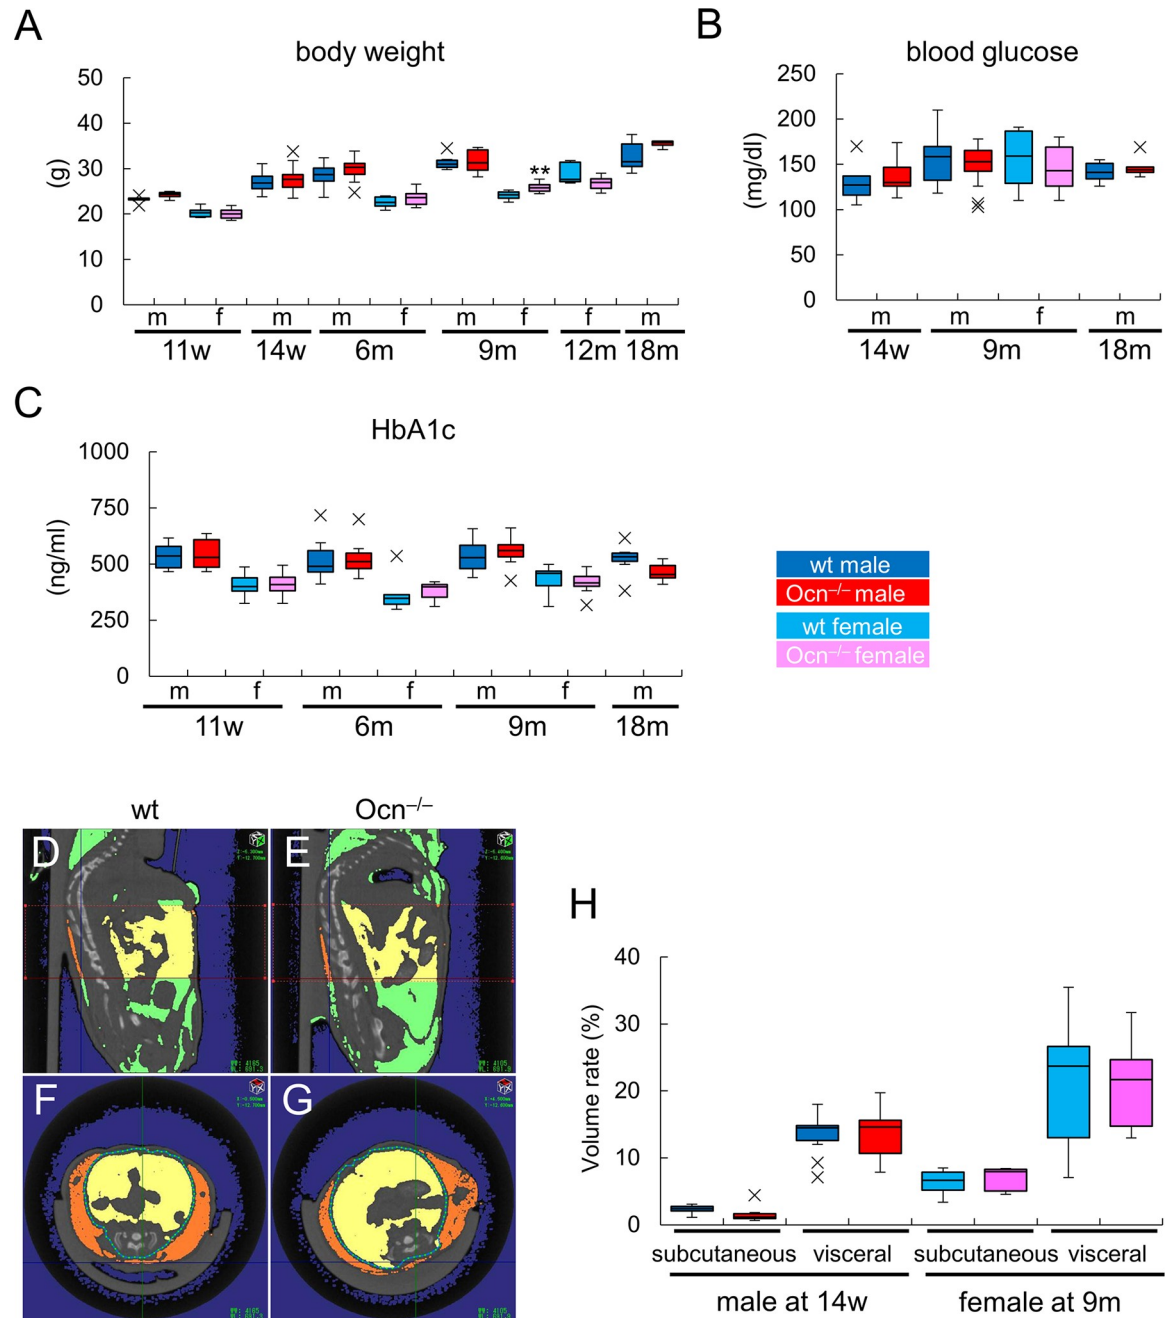 A
body weight
50
40
30
20
10
0
(g)
**
m f m m f m f f m
11w 14w 6m 9m 12m 18m
B
blood glucose
250
200
150
100
50
0
(mg/dl)
m m f m
14w 9m 18m
C
HbA1c
1000
750
500
250
0
(ng/ml)
m f m f m f m
11w 6m 9m 18m
wt male
Ocn–/– male
wt female
Ocn–/– female
wt Ocn–/–
D E
F G
H
40
30
20
10
0
Volume rate (%)
subcutaneous visceral subcutaneous visceral
male at 14w female at 9m